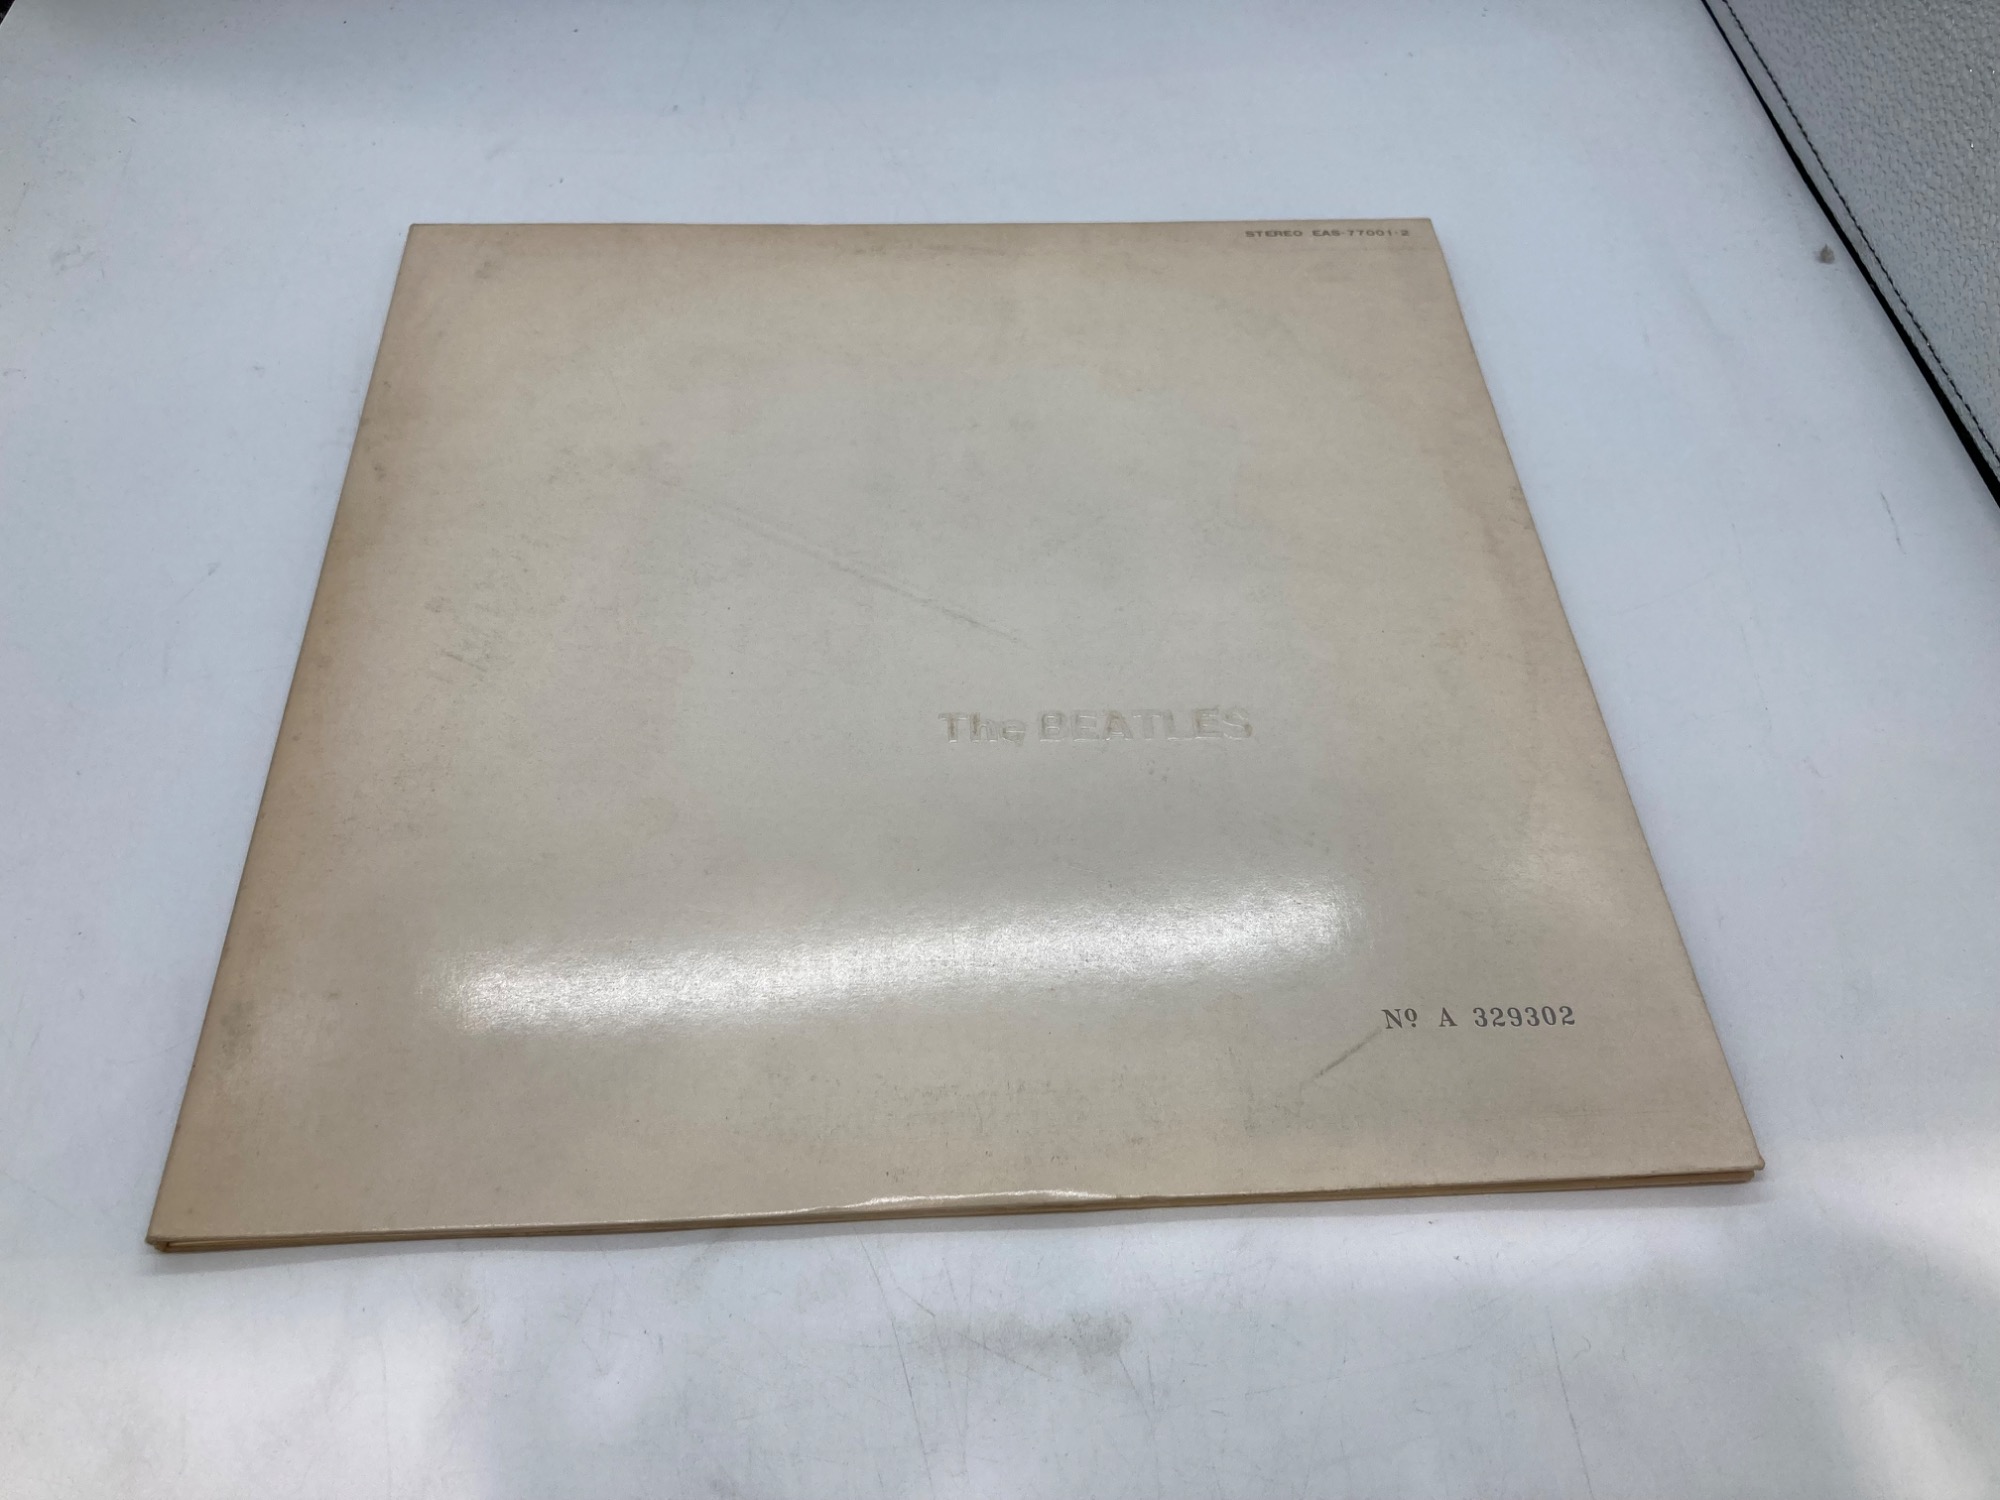 STEREO EAS-77001·2
The BEATLES
Nº A 329302